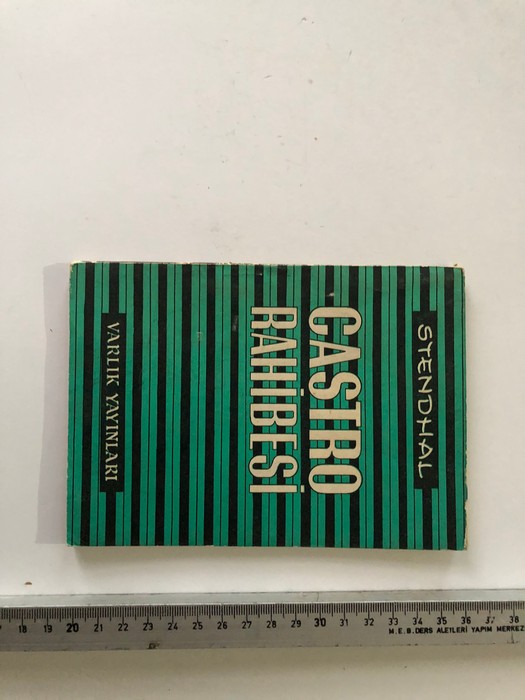 STENDHAL
CASTRO
RAHİBESİ
VARLIK YAYINLARI
18 19 20 21 22 23 24 25 26 27 28 29 30 31 32 33 34 35 36 37 38
M.E.B. DERS ALETLERİ YAPIM MERKEZ